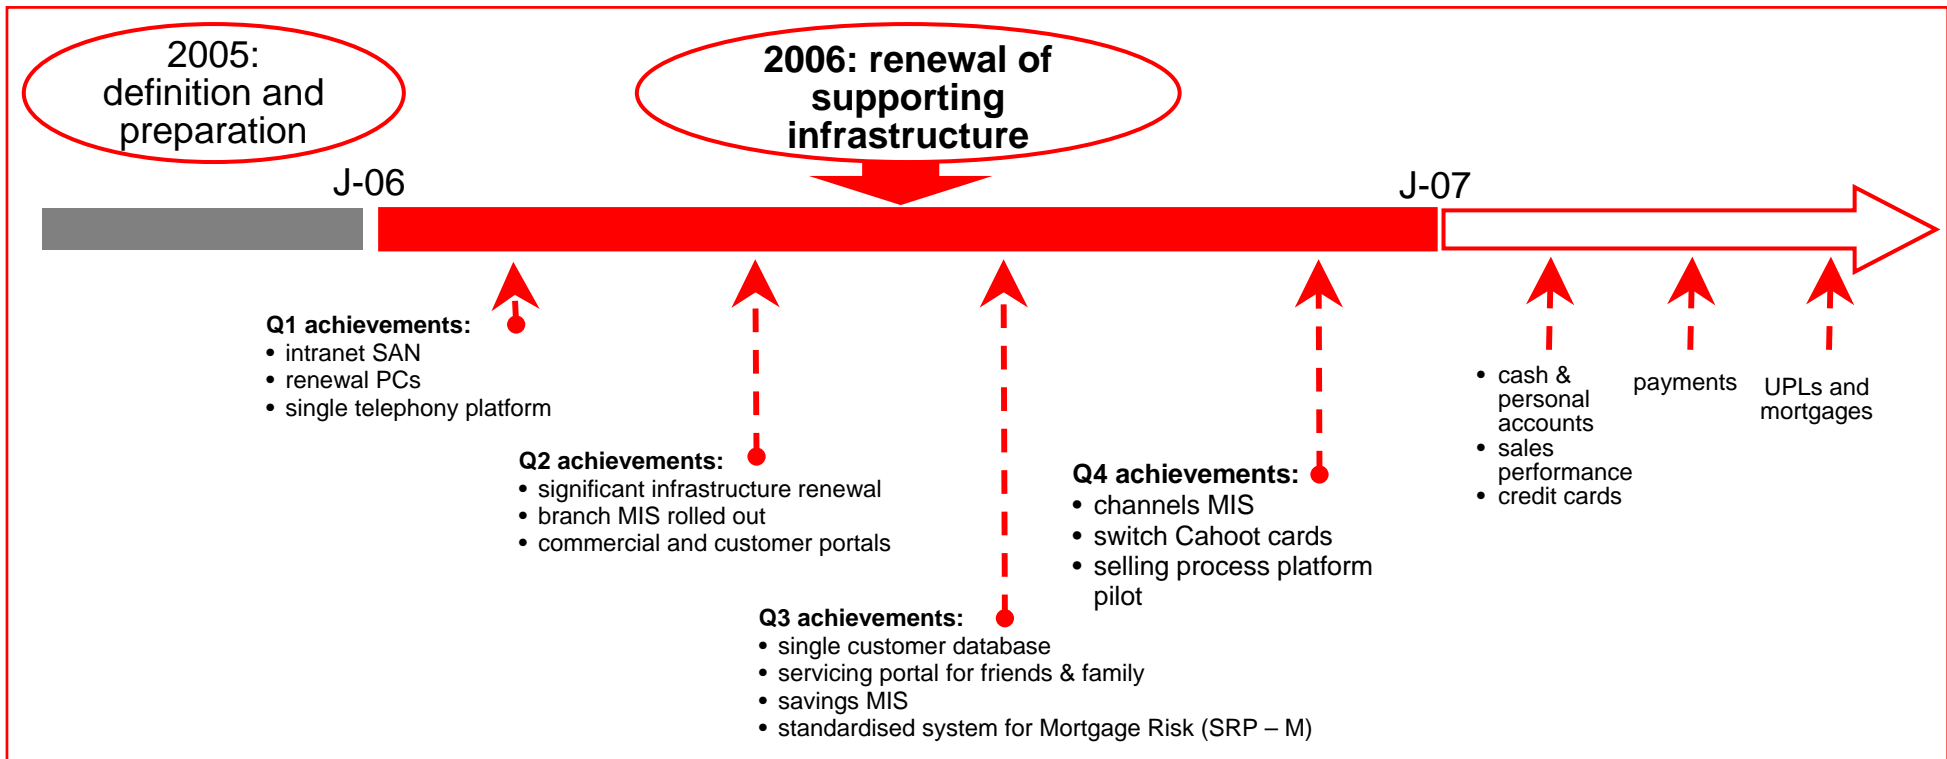 2005:
definition and
preparation
2006: renewal of
supporting
infrastructure
J-06
J-07
Q1 achievements:
• intranet SAN
• renewal PCs
• single telephony platform
Q2 achievements:
• significant infrastructure renewal
• branch MIS rolled out
• commercial and customer portals
Q3 achievements:
• single customer database
• servicing portal for friends & family
• savings MIS
• standardised system for Mortgage Risk (SRP – M)
Q4 achievements:
• channels MIS
• switch Cahoot cards
• selling process platform
pilot
• cash &
personal
accounts
• sales
performance
• credit cards
payments
UPLs and
mortgages